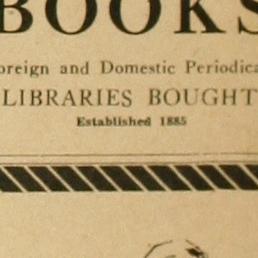 BOOKS
oreign and Domestic Periodica
LIBRARIES BOUGHT
Established 1885